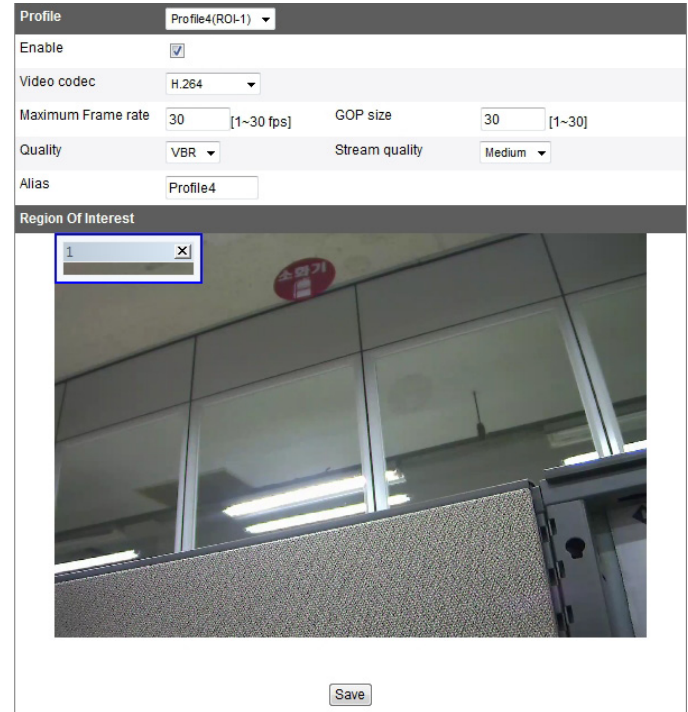 Profile Profile4(ROI-1)
Enable
Video codec H.264
Maximum Frame rate 30 [1~30 fps] GOP size 30 [1~30]
Quality VBR Stream quality Medium
Alias Profile4
Region Of Interest
1
소화기
Save